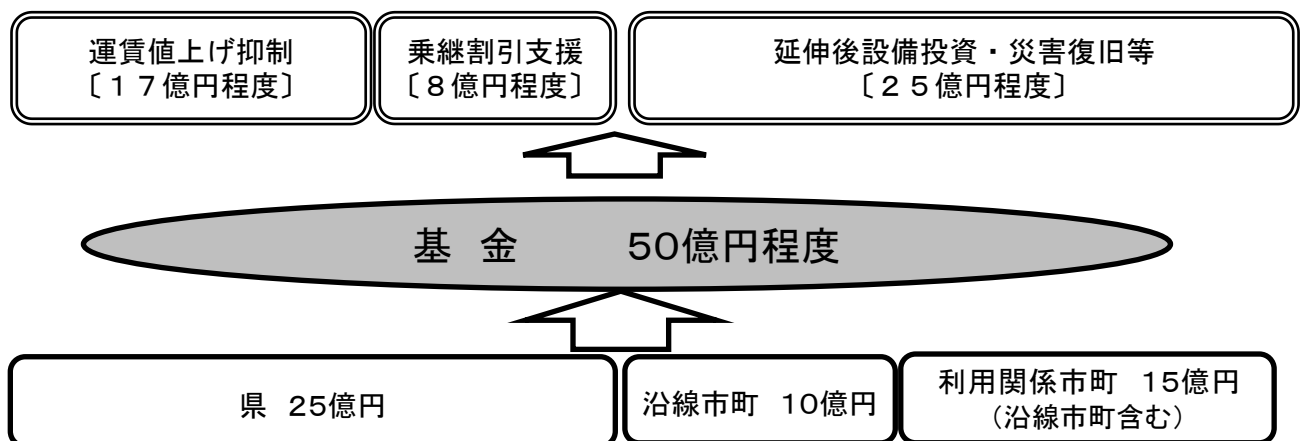 運賃値上げ抑制
〔１７億円程度〕
乗継割引支援
〔８億円程度〕
延伸後設備投資・災害復旧等
〔２５億円程度〕
基　金　　　50億円程度
県　25億円
沿線市町　10億円
利用関係市町　15億円
（沿線市町含む）